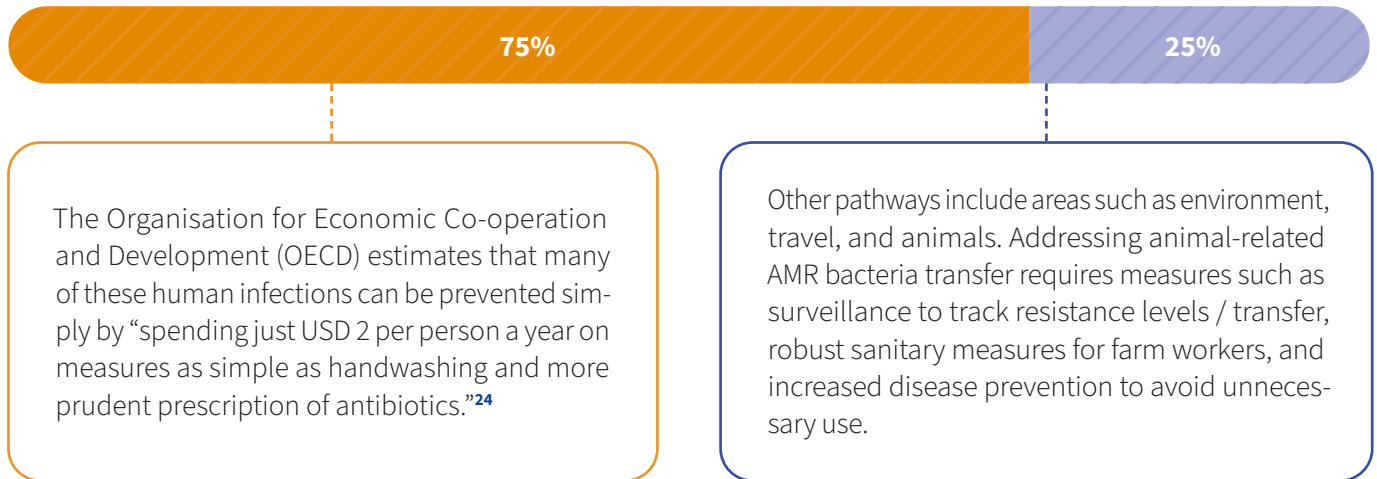 75%
25%
The Organisation for Economic Co-operation
and Development (OECD) estimates that many
of these human infections can be prevented sim-
ply by “spending just USD 2 per person a year on
measures as simple as handwashing and more
prudent prescription of antibiotics.”24
Other pathways include areas such as environment,
travel, and animals. Addressing animal-related
AMR bacteria transfer requires measures such as
surveillance to track resistance levels / transfer,
robust sanitary measures for farm workers, and
increased disease prevention to avoid unneces-
sary use.